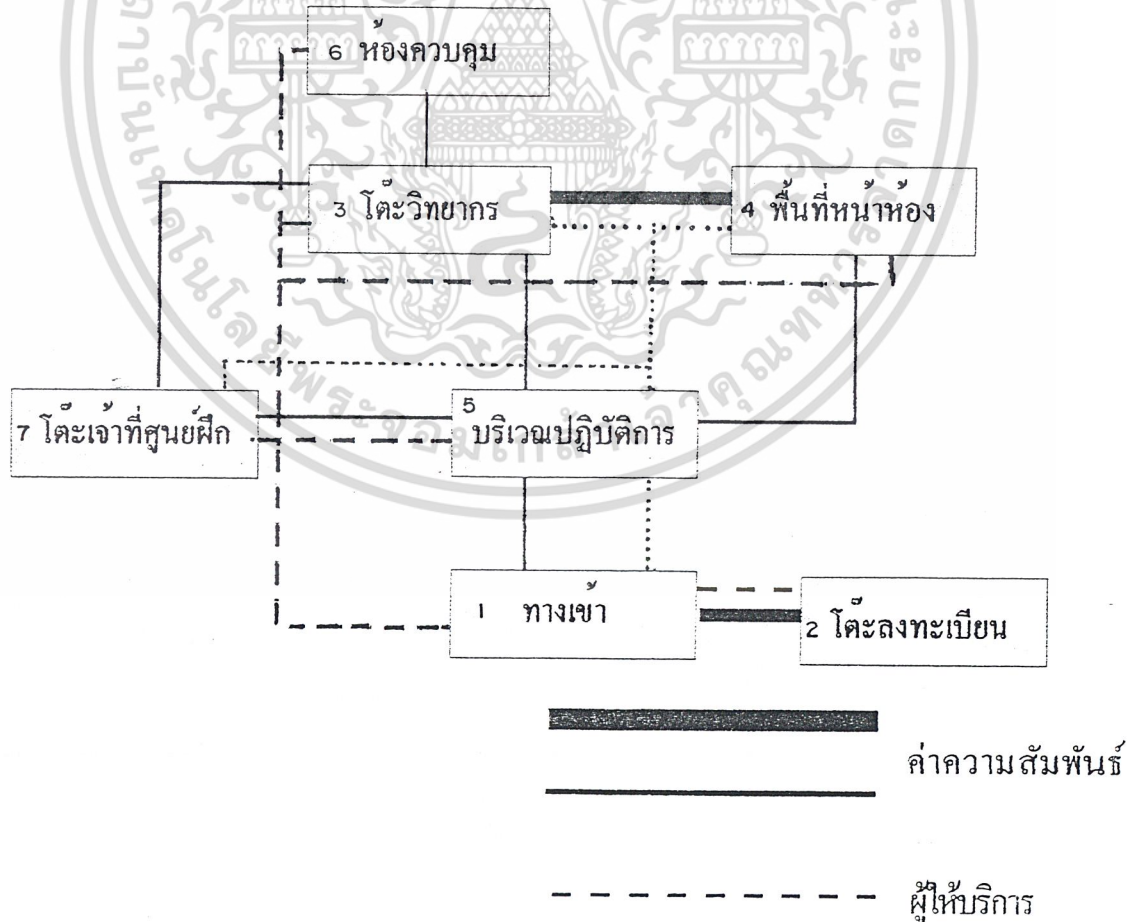 6 ห้องควบคุม
3 โต๊ะวิทยากร
4 พื้นที่หน้าห้อง
7 โต๊ะเจ้าที่ศูนยฝึก
5
บริเวณปฏิบัติการ
1 ทางเข้า
2 โต๊ะลงทะเบียน
ค่าความสัมพันธ์
ผู้ให้บริการ